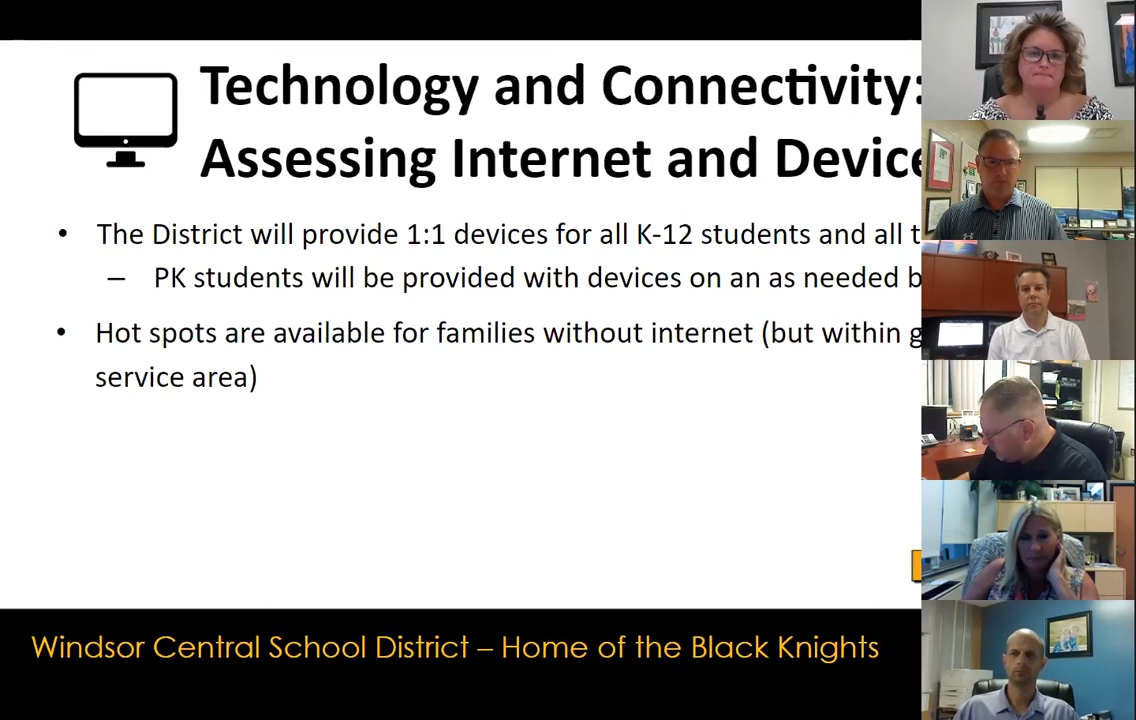 Technology and Connectivity:
Assessing Internet and Device
The District will provide 1:1 devices for all K-12 students and all t
– PK students will be provided with devices on an as needed b
Hot spots are available for families without internet (but within g
service area)
Windsor Central School District – Home of the Black Knights